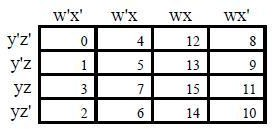 w'x' w'x wx wx'
y'z' 0 4 12 8
y'z 1 5 13 9
yz 3 7 15 11
yz' 2 6 14 10